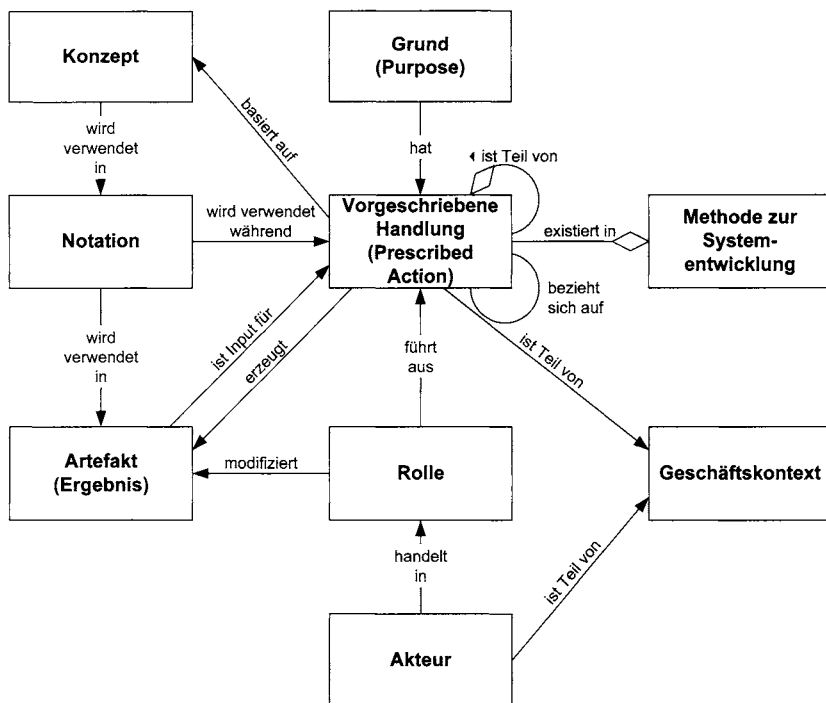 Konzept
Grund
(Purpose)
wird
verwendet
in
basiert auf
hat
ist Teil von
Notation
wird verwendet
während
Vorgeschriebene
Handlung
(Prescribed
Action)
existiert in
Methode zur
System-
entwicklung
bezieht
sich auf
wird
verwendet
in
ist Input für
erzeugt
führt
aus
ist Teil von
Artefakt
(Ergebnis)
modifiziert
Rolle
Geschäftskontext
handelt
in
ist Teil von
Akteur